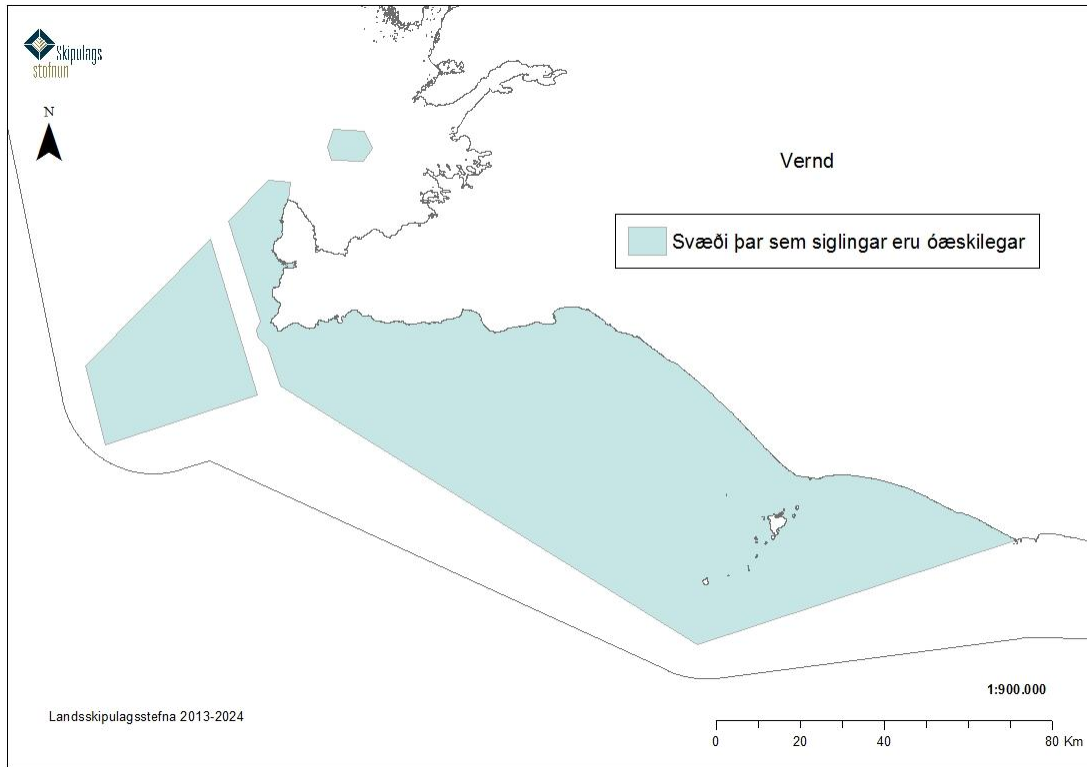 Skipulags
stofnun
N
Vernd
Svæði þar sem siglingar eru óæskilegar
1:900.000
Landsskipulagsstefna 2013-2024
0 20 40 80 Km